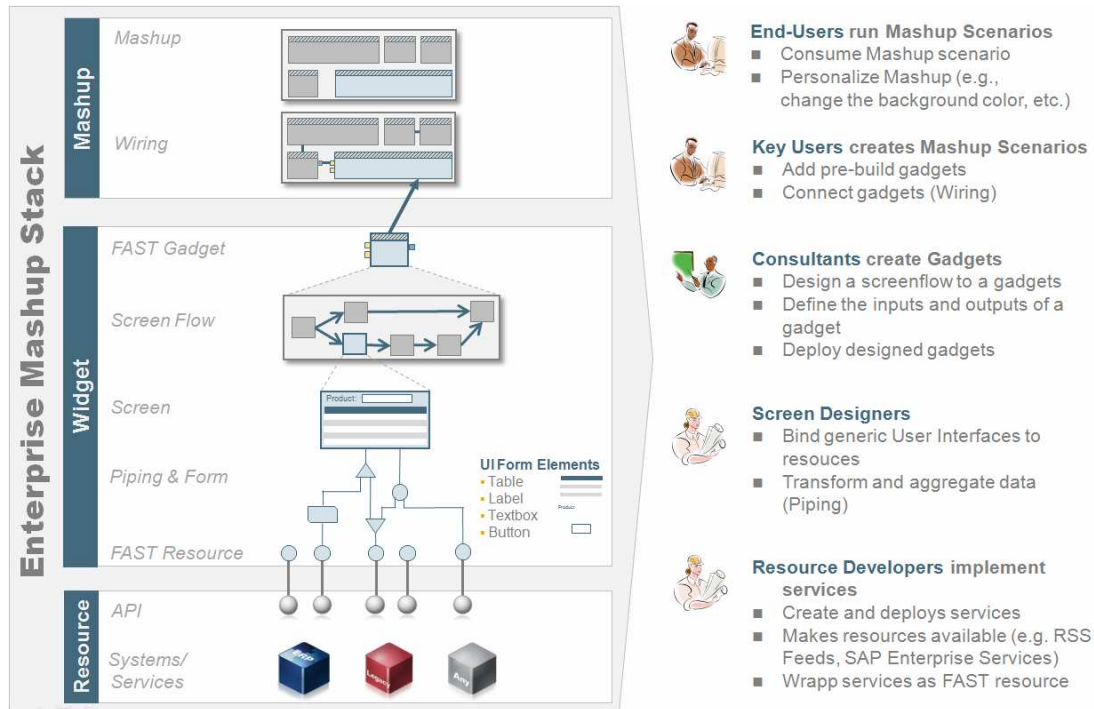 Enterprise Mashup Stack
Mashup
Mashup
Wiring
Widget
FAST Gadget
Screen Flow
Screen
Product:
Piping & Form
UI Form Elements
Table
Label
Textbox
Button
Product
FAST Resource
Resource
API
Systems/
Services
ERP
Legacy
Any
End-Users run Mashup Scenarios
■ Consume Mashup scenario
■ Personalize Mashup (e.g.,
change the background color, etc.)
Key Users creates Mashup Scenarios
■ Add pre-build gadgets
■ Connect gadgets (Wiring)
Consultants create Gadgets
■ Design a screenflow to a gadgets
■ Define the inputs and outputs of a
gadget
■ Deploy designed gadgets
Screen Designers
■ Bind generic User Interfaces to
resouces
■ Transform and aggregate data
(Piping)
Resource Developers implement
services
■ Create and deploys services
■ Makes resources available (e.g. RSS
Feeds, SAP Enterprise Services)
■ Wrapp services as FAST resource